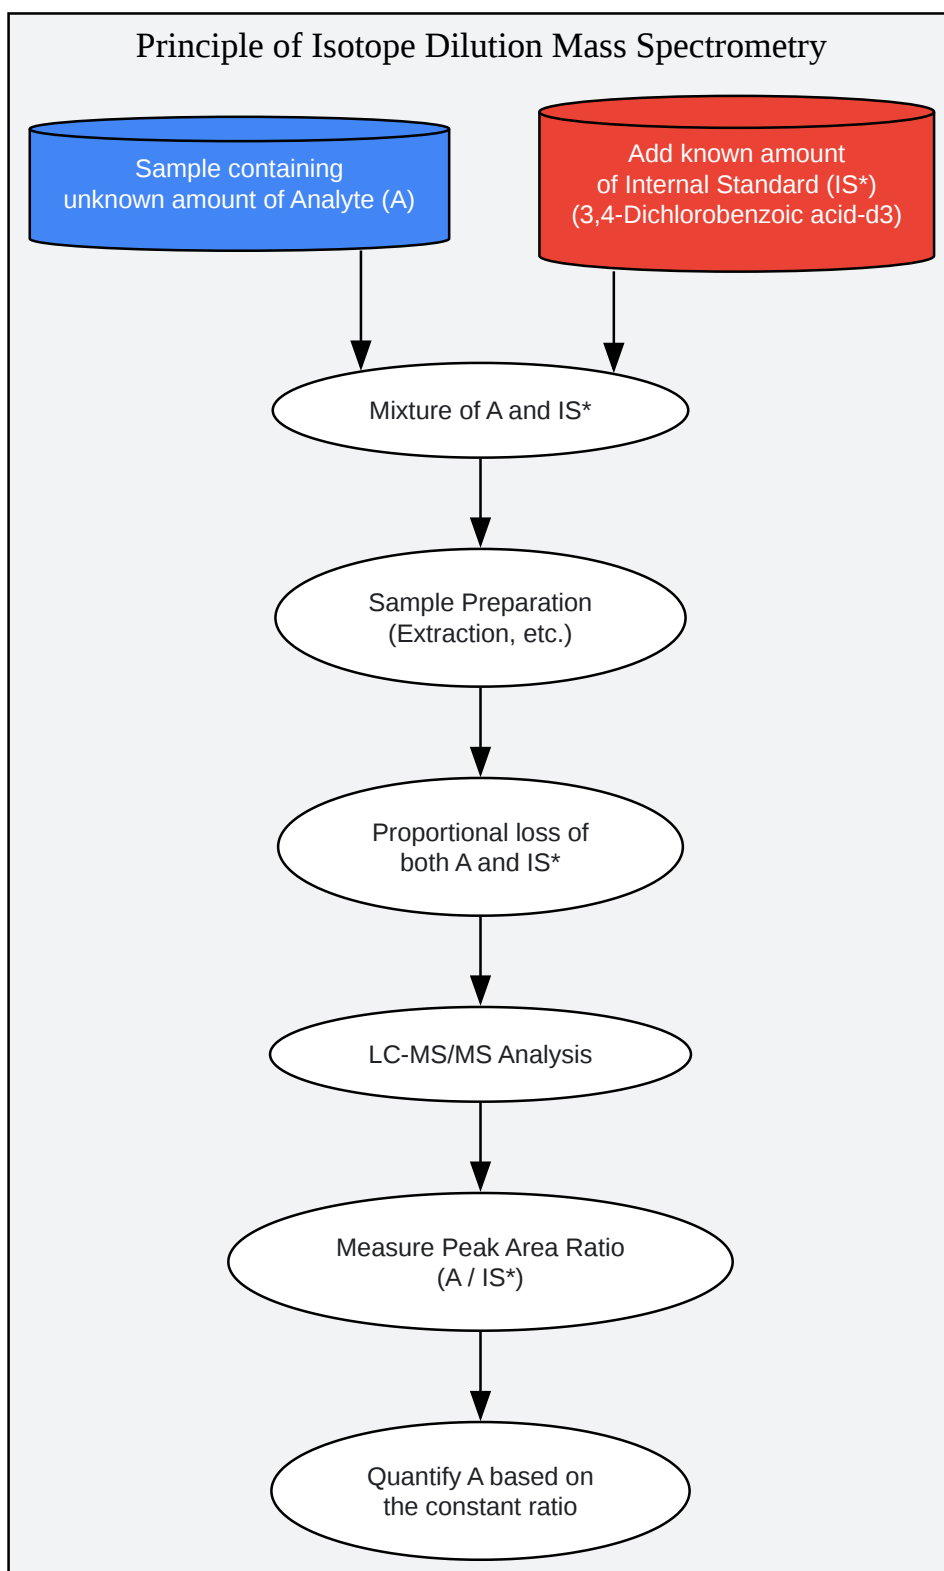 Principle of Isotope Dilution Mass Spectrometry
Sample containing
unknown amount of Analyte (A)
Add known amount
of Internal Standard (IS*)
(3,4-Dichlorobenzoic acid-d3)
Mixture of A and IS*
Sample Preparation
(Extraction, etc.)
Proportional loss of
both A and IS*
LC-MS/MS Analysis
Measure Peak Area Ratio
(A / IS*)
Quantify A based on
the constant ratio